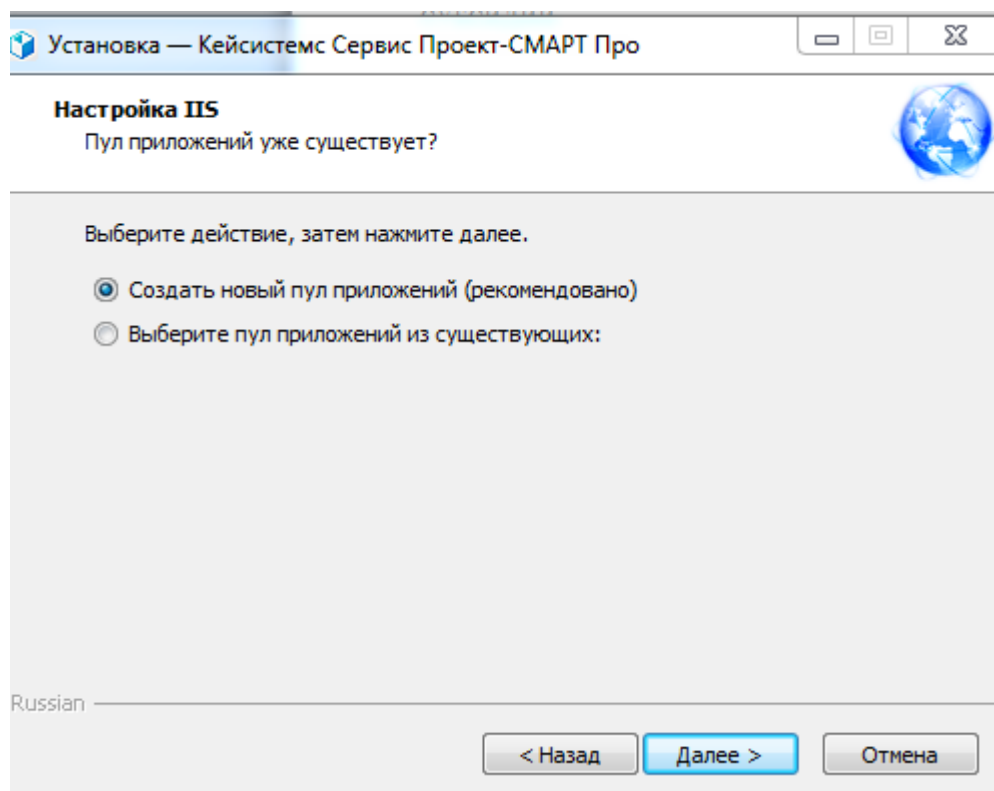 Установка — Кейсистемс Сервис Проект-СМАРТ Про
Настройка IIS
Пул приложений уже существует?
Выберите действие, затем нажмите далее.
Создать новый пул приложений (рекомендовано)
Выберите пул приложений из существующих:
Russian
< Назад
Далее >
Отмена